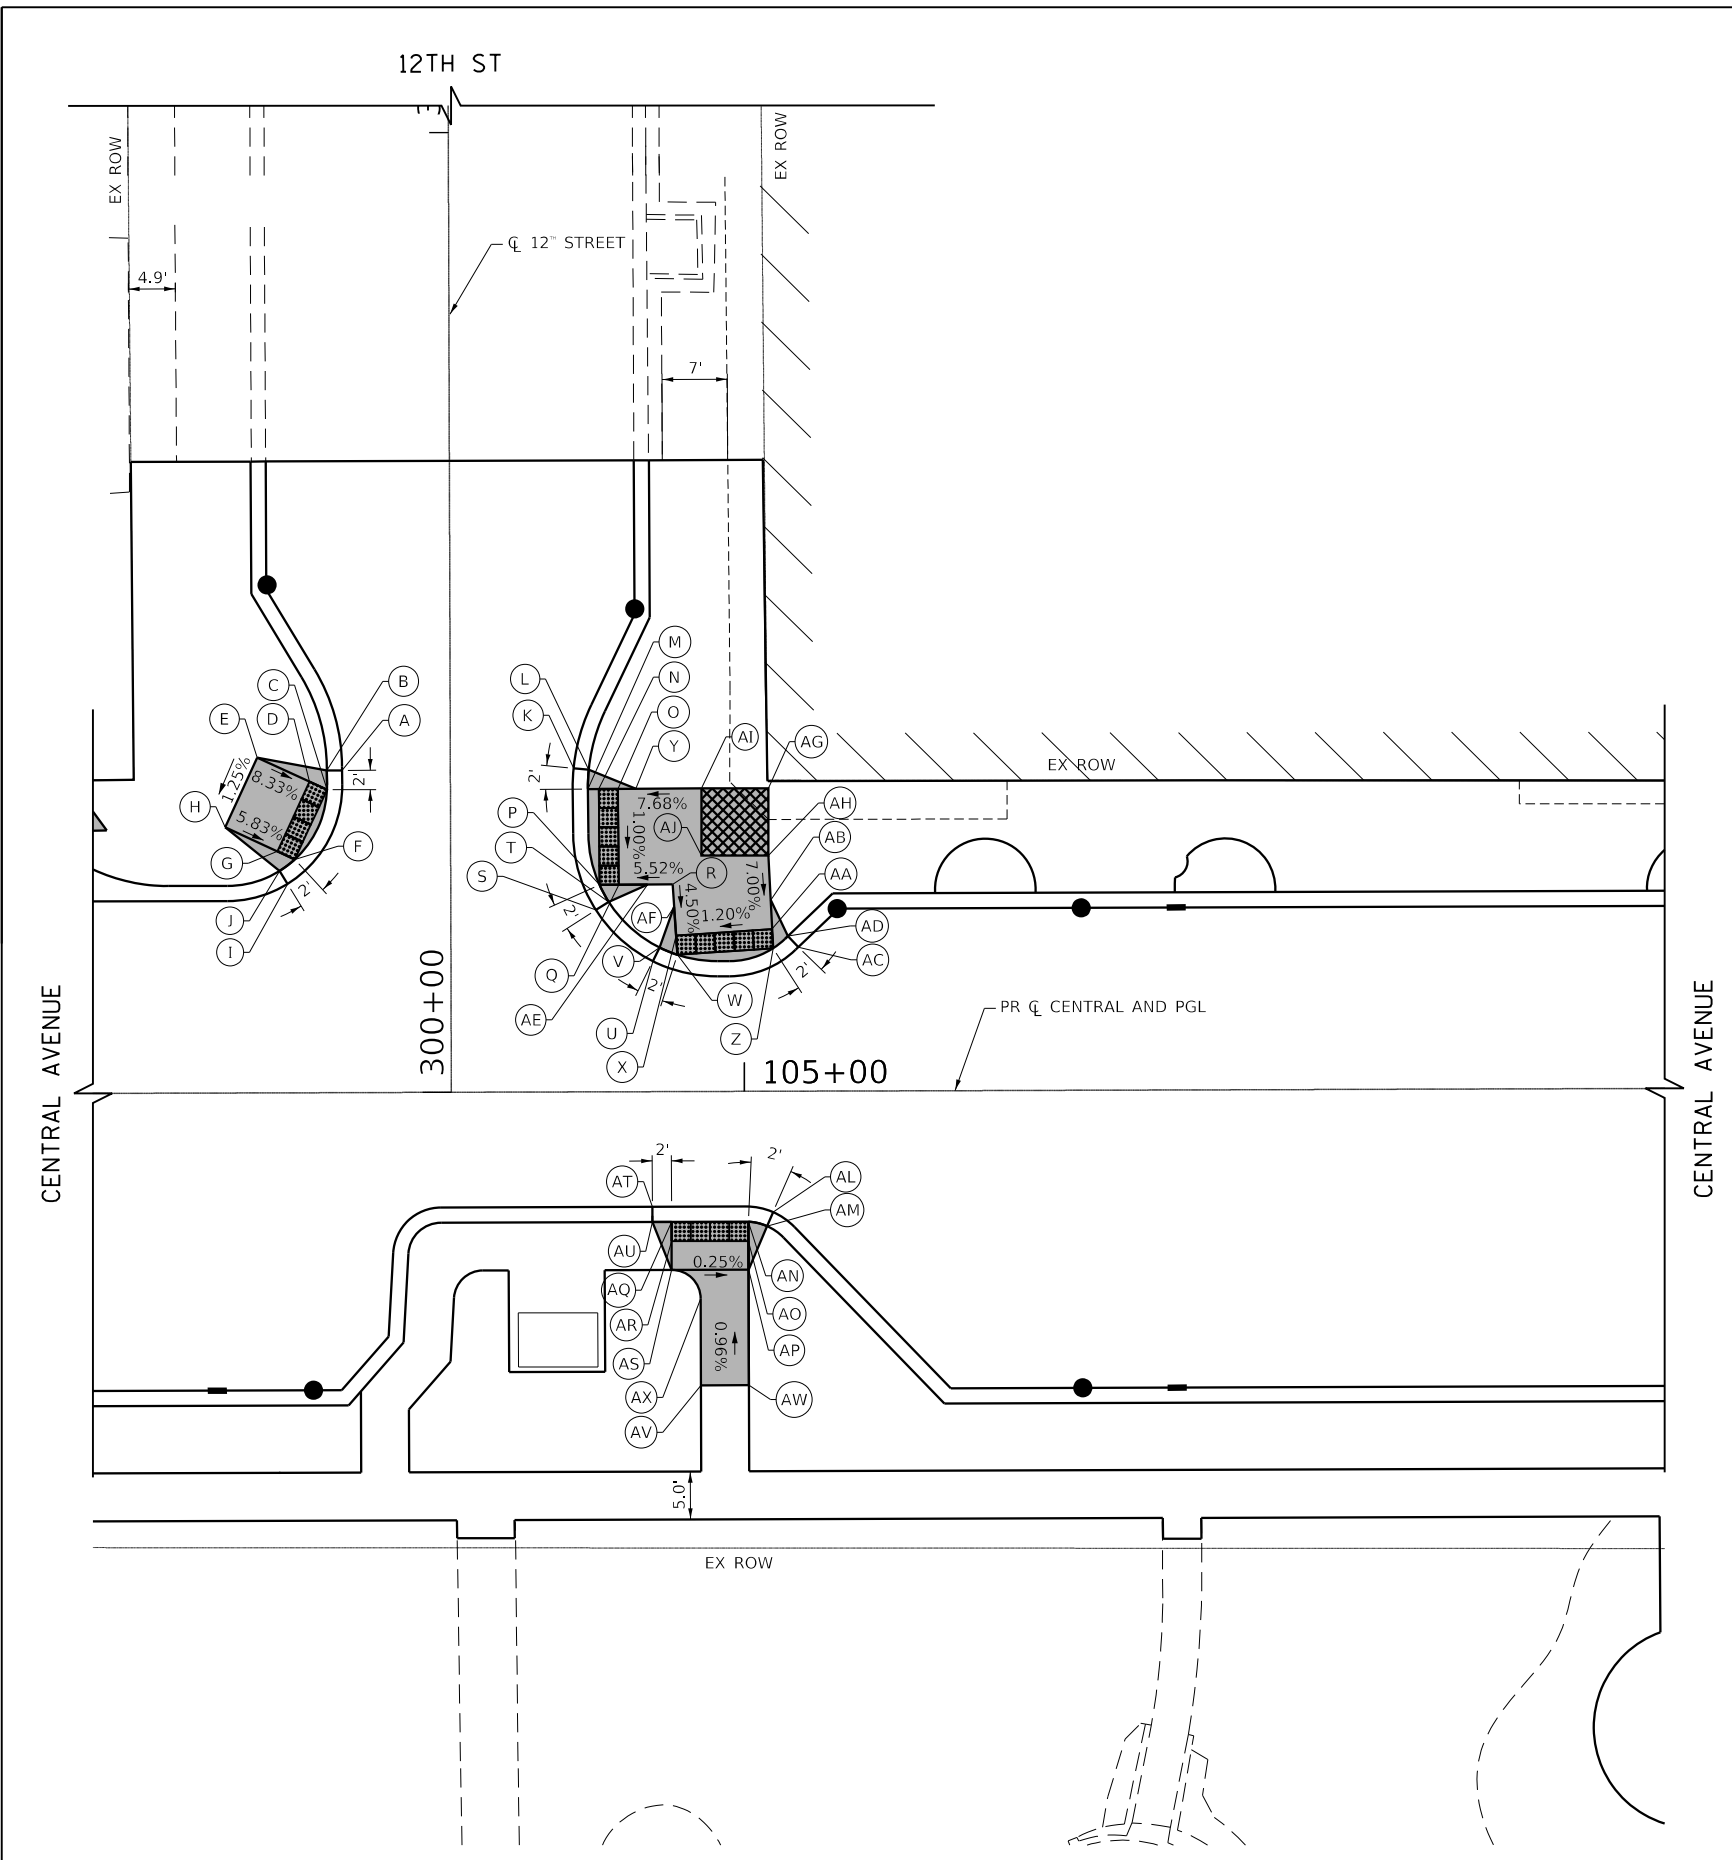 12TH ST
EX ROW
EX ROW
℄ 12TH STREET
4.9'
7'
M
B
L
N
C
A
K
O
E
D
Y
AI
AG
2'
2'
EX ROW
1.25%
8.33%
7.68%
H
P
AJ
AH
5.83%
1.00%
AB
G
F
T
5.52%
R
7.00%
AA
S
4.50%
2'
AF
1.20%
J
2'
AD
I
V
AC
Q
2'
2'
W
AE
U
Z
X
PR ℄ CENTRAL AND PGL
300+00
105+00
CENTRAL AVENUE
CENTRAL AVENUE
2'
2'
AT
AL
AM
AU
0.25%
AN
AQ
AO
AR
0.96%
AP
AS
AX
AW
AV
5.0'
EX ROW